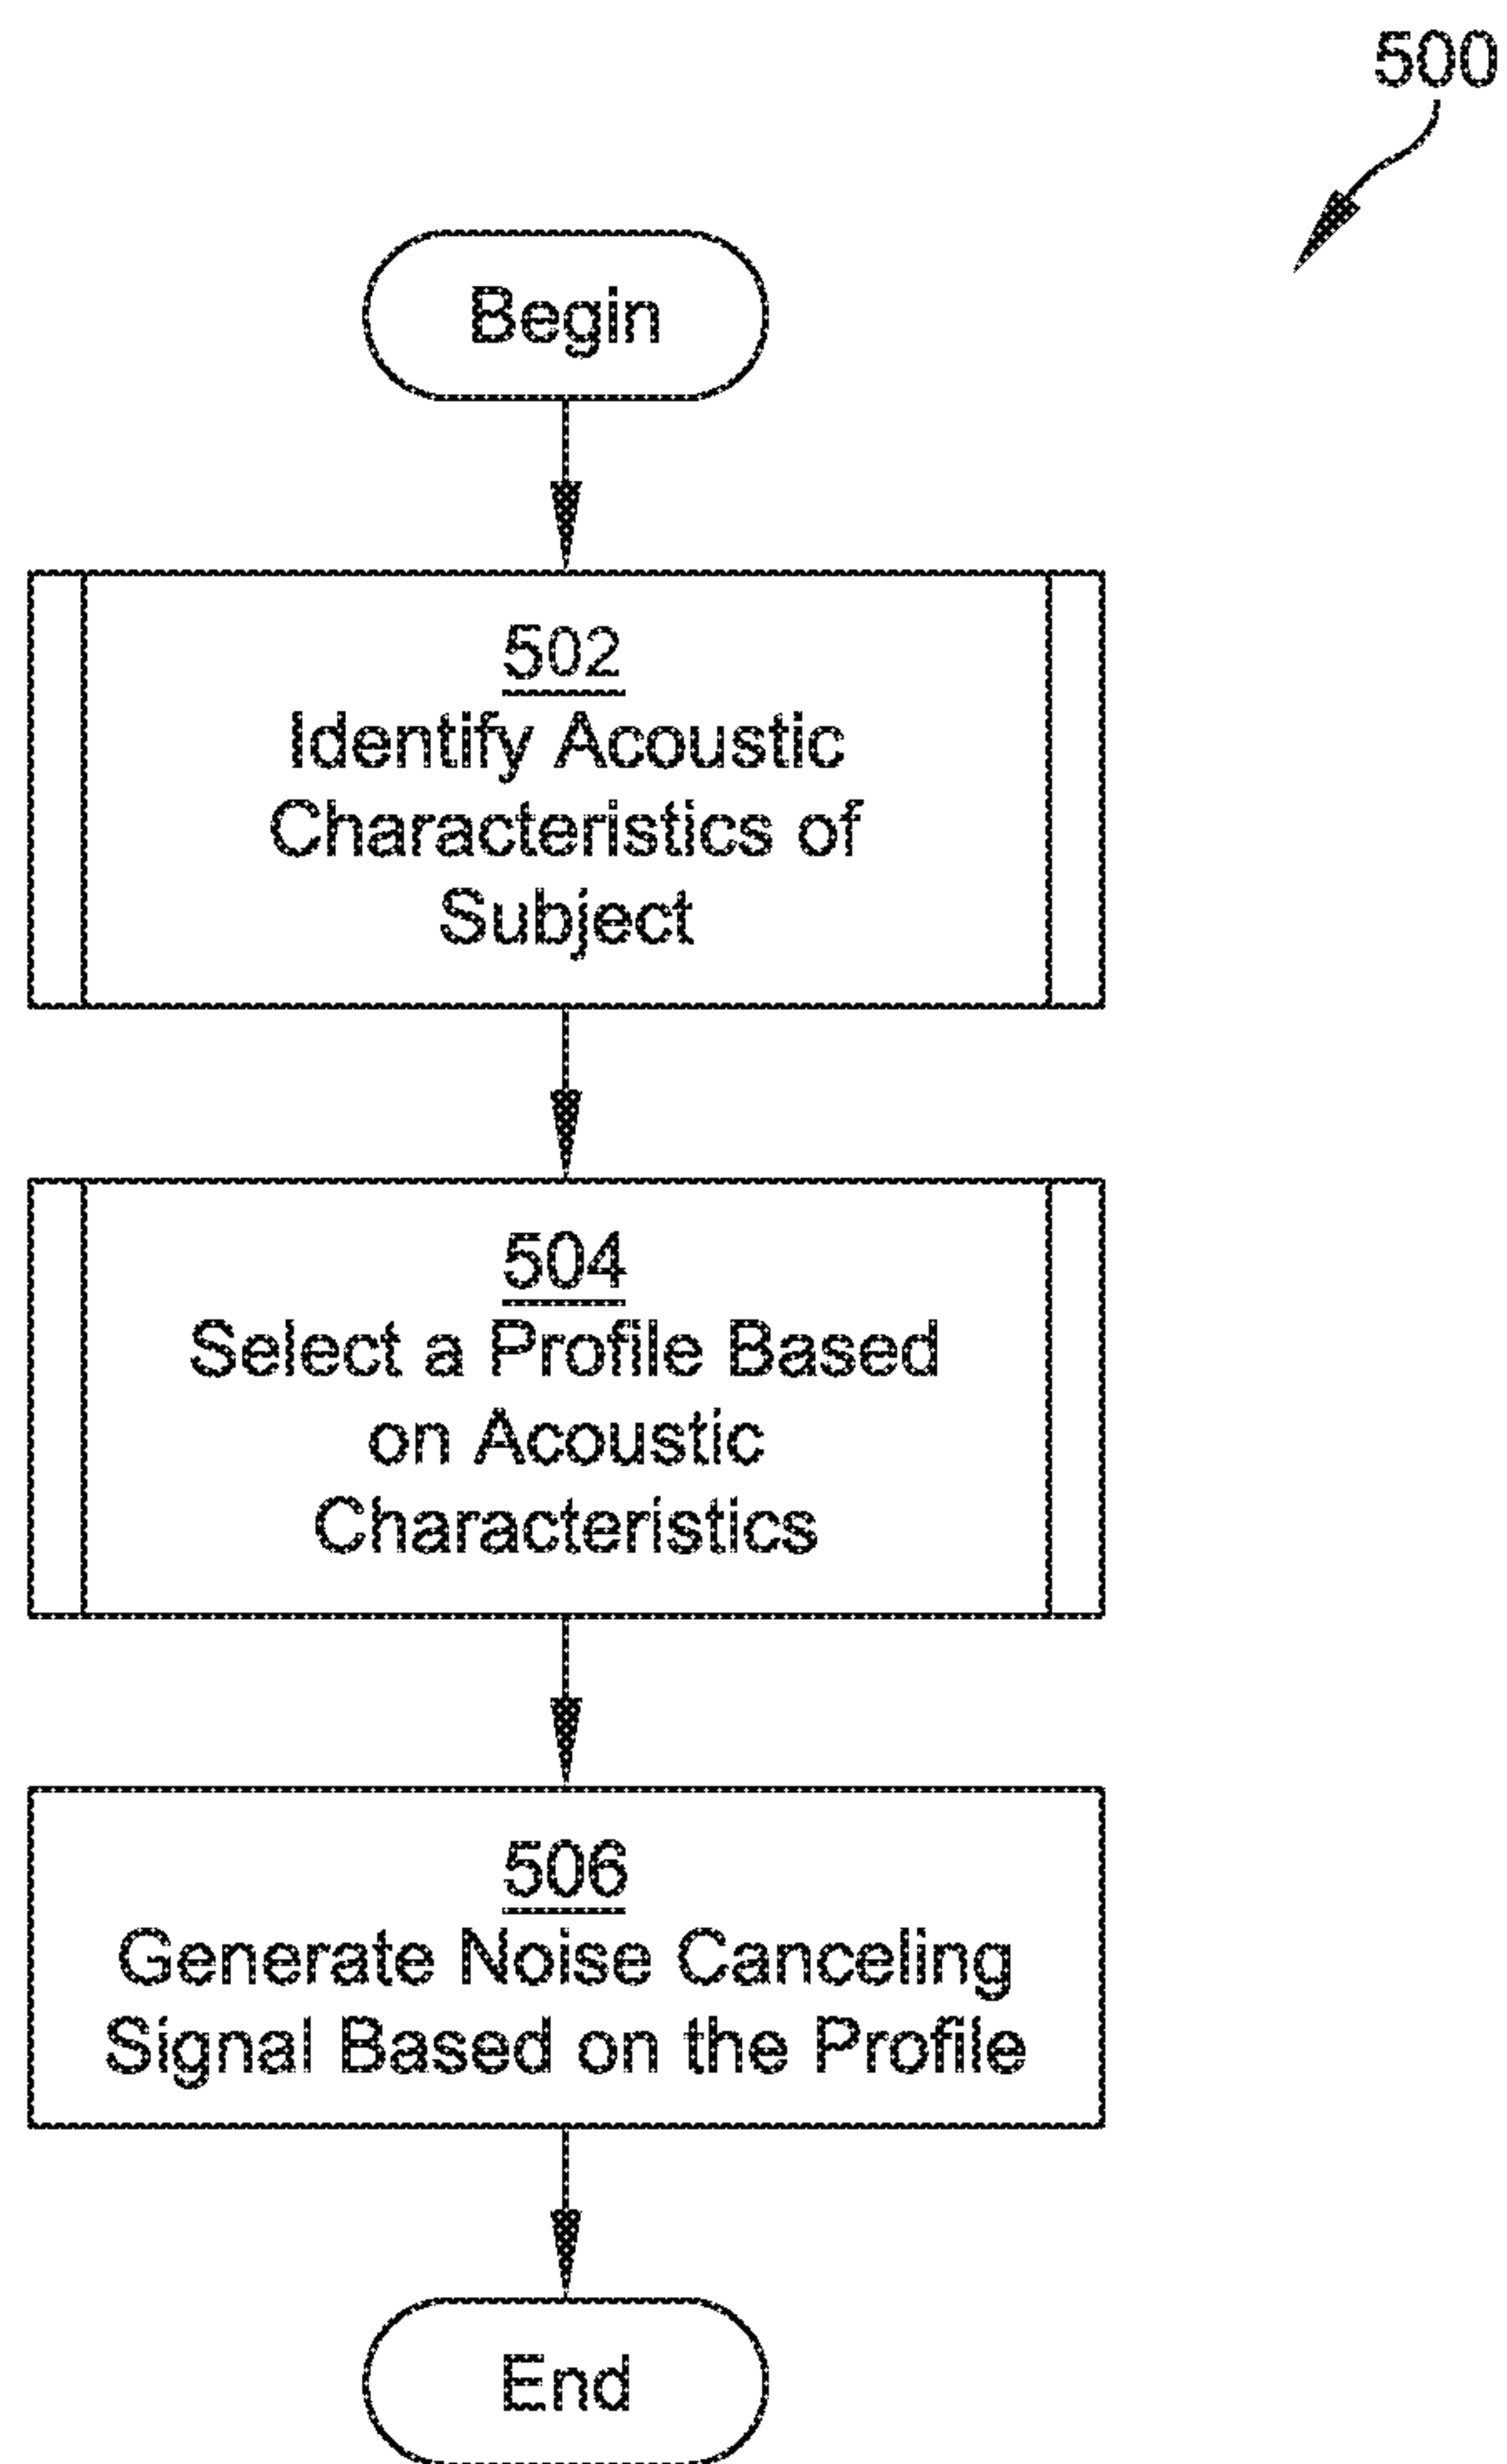 500
Begin
502
Identify Acoustic
Characteristics of
Subject
504
Select a Profile Based
on Acoustic
Characteristics
506
Generate Noise Canceling
Signal Based on the Profile
End